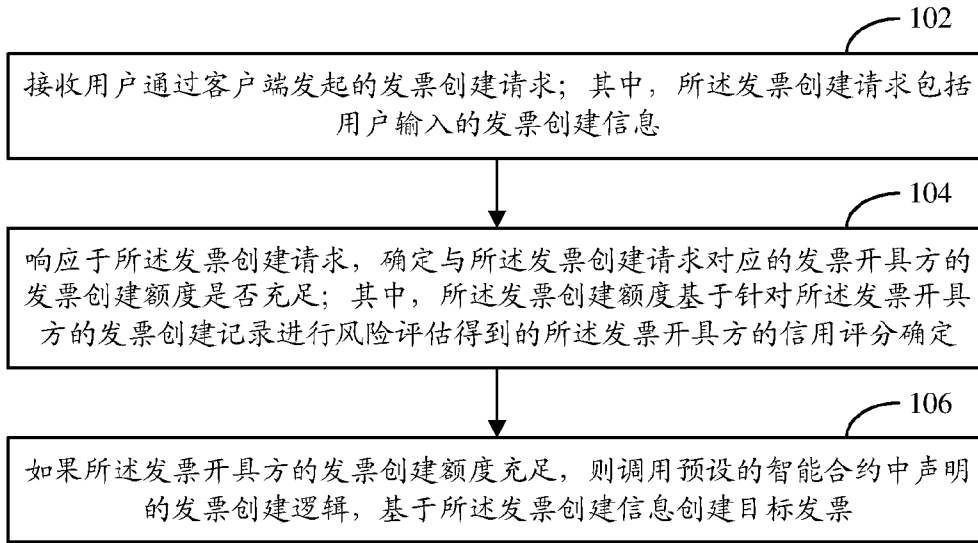 102
接收用户通过客户端发起的发票创建请求；其中，所述发票创建请求包括
用户输入的发票创建信息
104
响应于所述发票创建请求，确定与所述发票创建请求对应的发票开具方的
发票创建额度是否充足；其中，所述发票创建额度基于针对所述发票开具
方的发票创建记录进行风险评估得到的所述发票开具方的信用评分确定
106
如果所述发票开具方的发票创建额度充足，则调用预设的智能合约中声明
的发票创建逻辑，基于所述发票创建信息创建目标发票